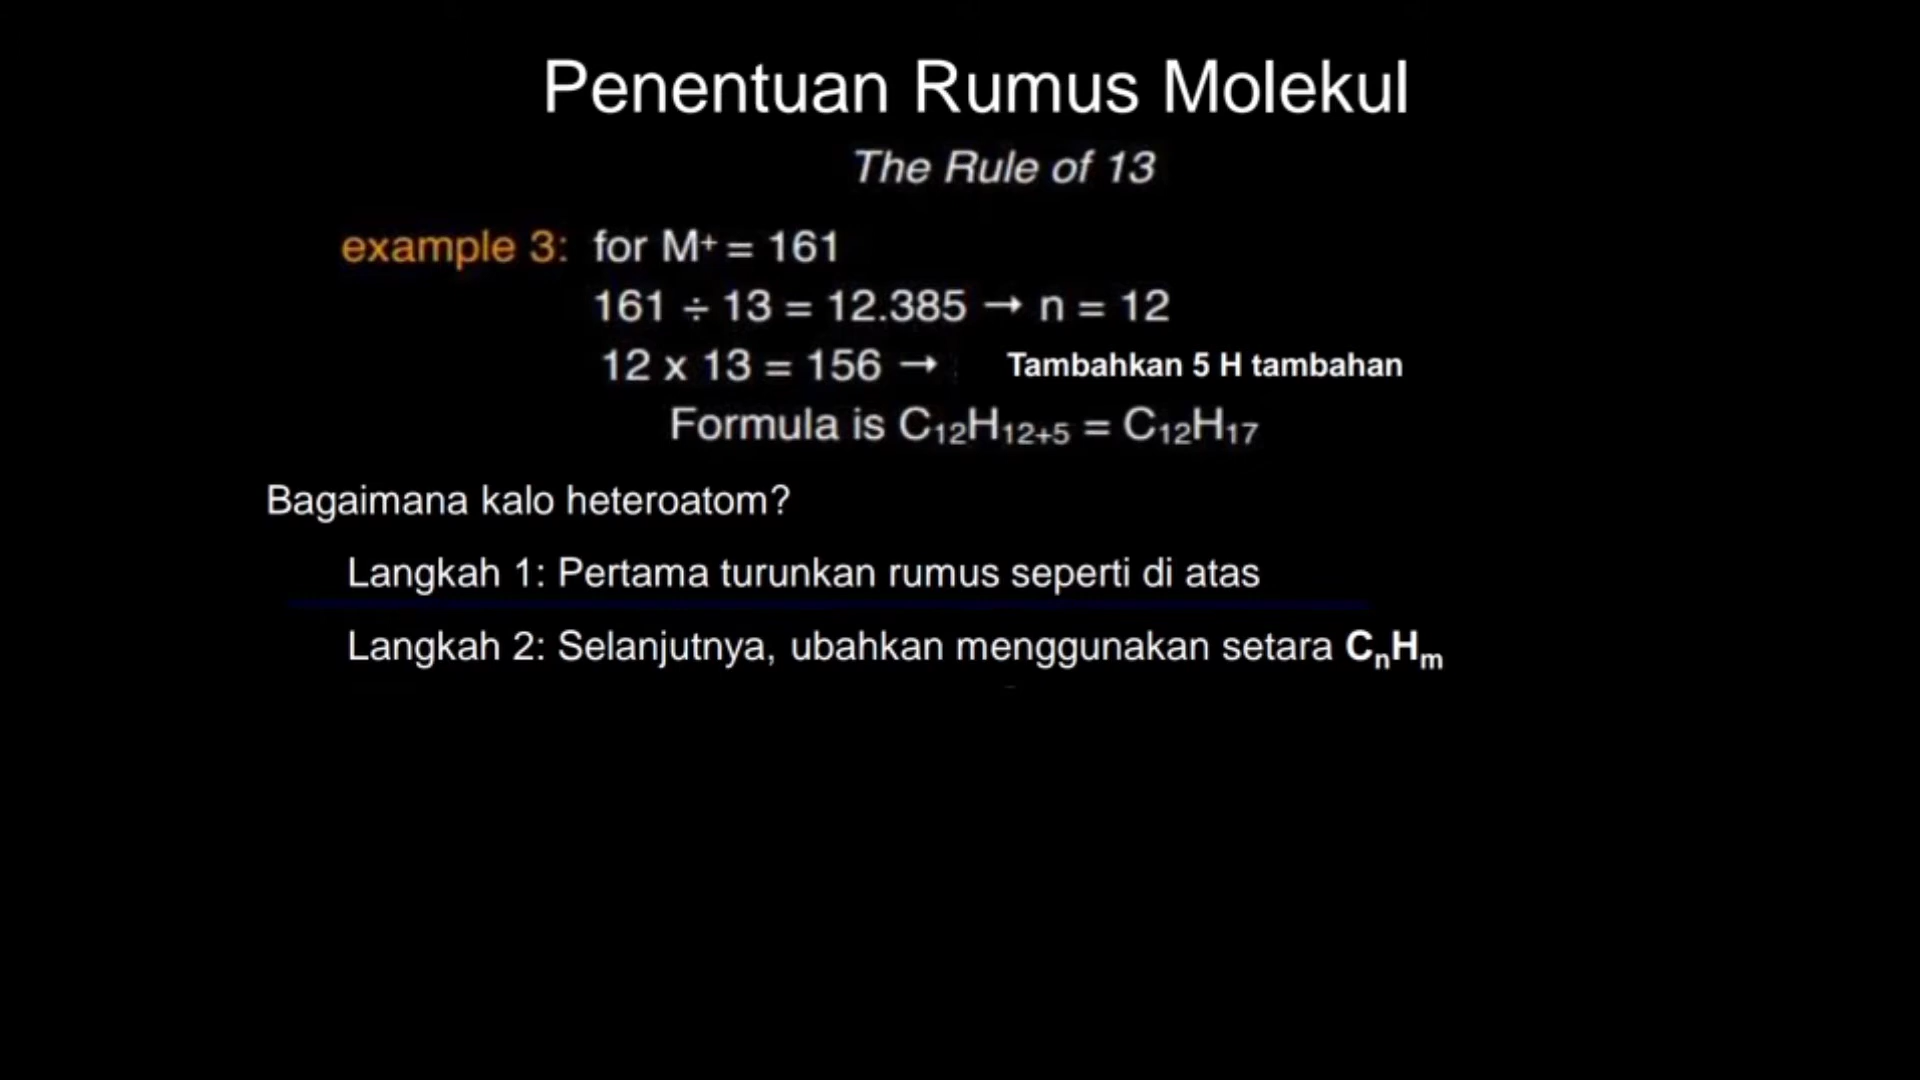 Penentuan Rumus Molekul
The Rule of 13
example 3: for M⁺ = 161
161 ÷ 13 = 12.385 → n = 12
12 x 13 = 156 → Tambahkan 5 H tambahan
Formula is C₁₂H₁₂₊₅ = C₁₂H₁₇
Bagaimana kalo heteroatom?
Langkah 1: Pertama turunkan rumus seperti di atas
Langkah 2: Selanjutnya, ubahkan menggunakan setara CₙHₘ